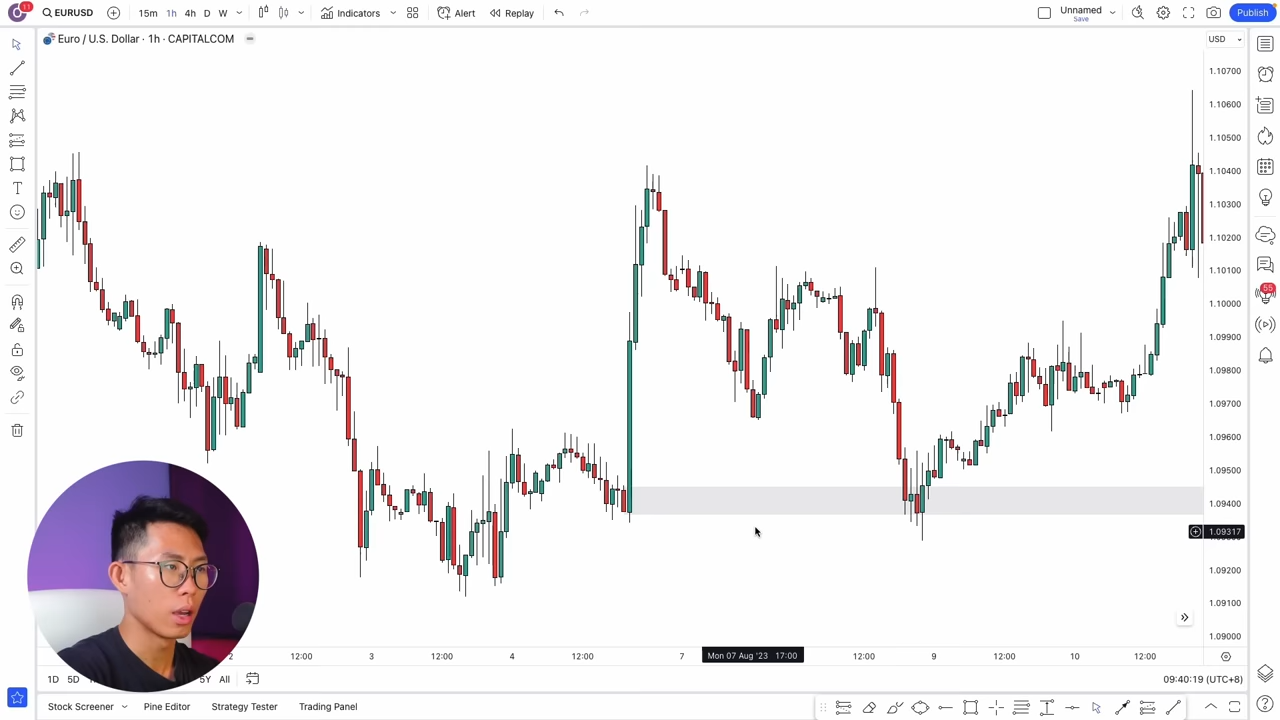 11
EURUSD
15m 1h 4h D W
Indicators
Alert
Replay
Unnamed
Save
Publish
Euro / U.S. Dollar · 1h · CAPITALCOM
USD
1.10700
1.10600
1.10500
1.10400
1.10300
1.10200
1.10100
1.10000
1.09900
1.09800
1.09700
1.09600
1.09500
1.09400
1.09317
1.09200
1.09100
1.09000
55
2 12:00 3 12:00 4 12:00 7 Mon 07 Aug '23 17:00 12:00 9 12:00 10 12:00
1D 5D 5Y All
09:40:19 (UTC+8)
Stock Screener Pine Editor Strategy Tester Trading Panel